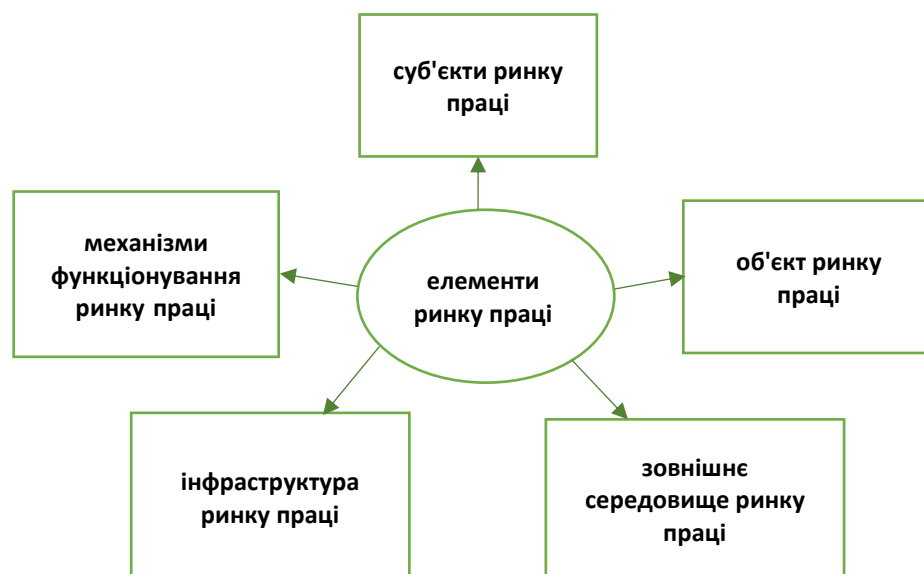 суб'єкти ринку
праці
механізми
функціонування
ринку праці
елементи
ринку праці
об'єкт ринку
праці
інфраструктура
ринку праці
зовнішнє
середовище ринку
праці